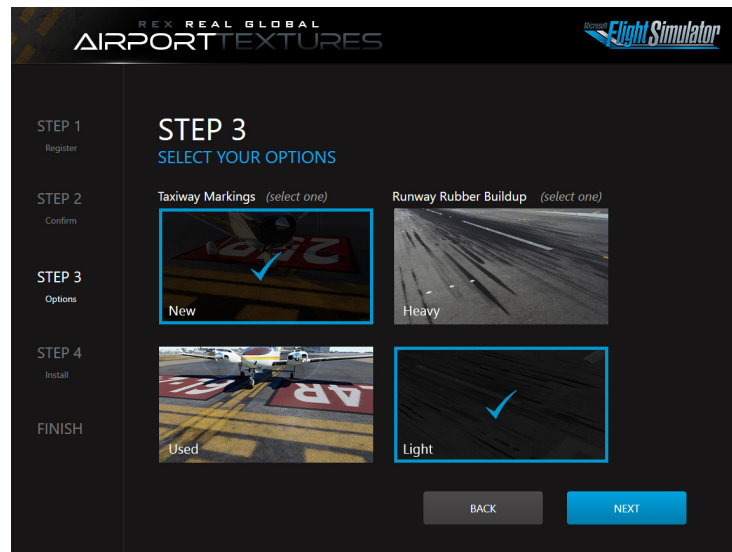 REX REAL GLOBAL
AIRPORTTEXTURES
Microsoft
Flight Simulator
STEP 1
Register
STEP 2
Confirm
STEP 3
Options
STEP 4
Install
FINISH
STEP 3
SELECT YOUR OPTIONS
Taxiway Markings (select one)
New
Used
Runway Rubber Buildup (select one)
Heavy
Light
BACK
NEXT